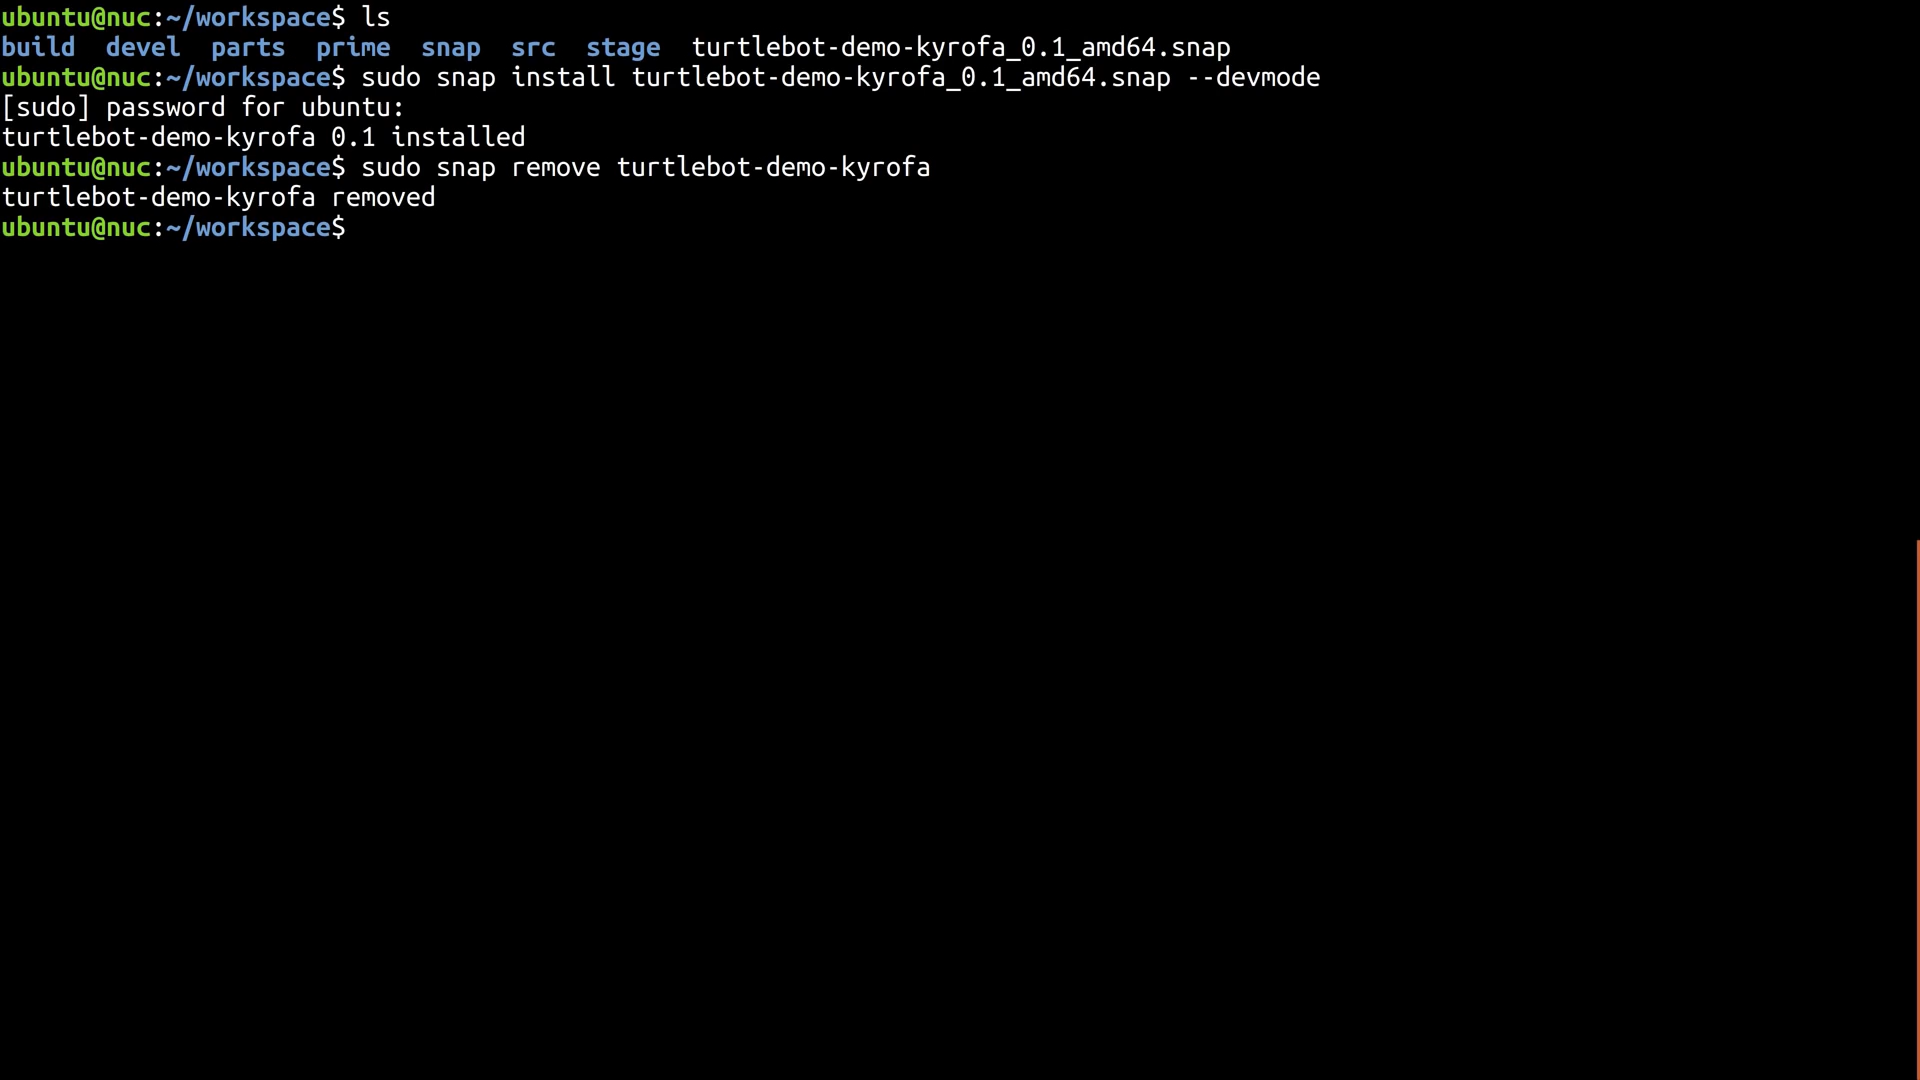 ubuntu@nuc:~/workspace$ ls
build  devel  parts  prime  snap  src  stage  turtlebot-demo-kyrofa_0.1_amd64.snap
ubuntu@nuc:~/workspace$ sudo snap install turtlebot-demo-kyrofa_0.1_amd64.snap --devmode
[sudo] password for ubuntu:
turtlebot-demo-kyrofa 0.1 installed
ubuntu@nuc:~/workspace$ sudo snap remove turtlebot-demo-kyrofa
turtlebot-demo-kyrofa removed
ubuntu@nuc:~/workspace$